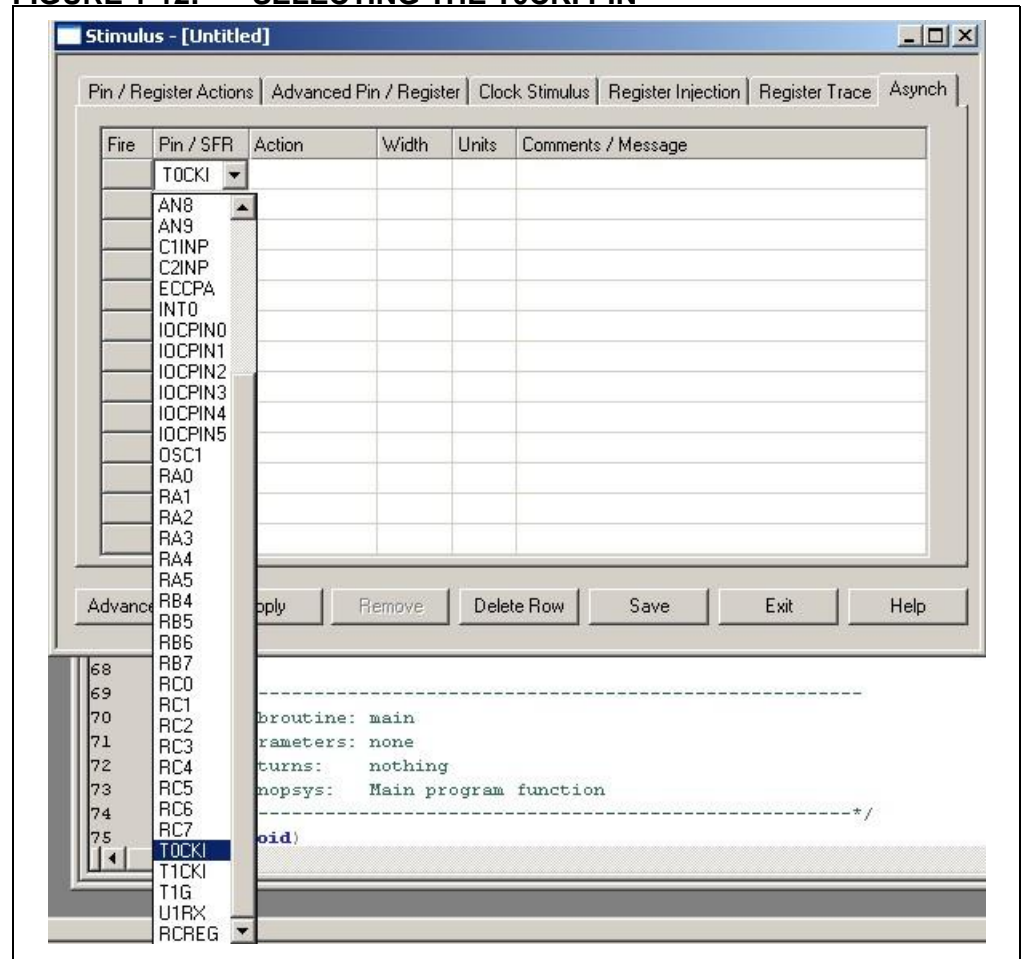 Stimulus - [Untitled]
Pin / Register Actions Advanced Pin / Register Clock Stimulus Register Injection Register Trace Asynch
Fire Pin / SFR Action Width Units Comments / Message
T0CKI
AN8
AN9
C1INP
C2INP
ECCPA
INT0
IOCPIN0
IOCPIN1
IOCPIN2
IOCPIN3
IOCPIN4
IOCPIN5
OSC1
RA0
RA1
RA2
RA3
RA4
RA5
RB4
RB5
RB6
RB7
RC0
RC1
RC2
RC3
RC4
RC5
RC6
RC7
T0CKI
T1CKI
T1G
U1RX
RCREG
Advance pply Remove Delete Row Save Exit Help
68
69 ------------------------------------------------------------
70 broutine: main
71 rameters: none
72 turns: nothing
73 nopsys: Main program function
74 ------------------------------------------------------------*/
75 oid)